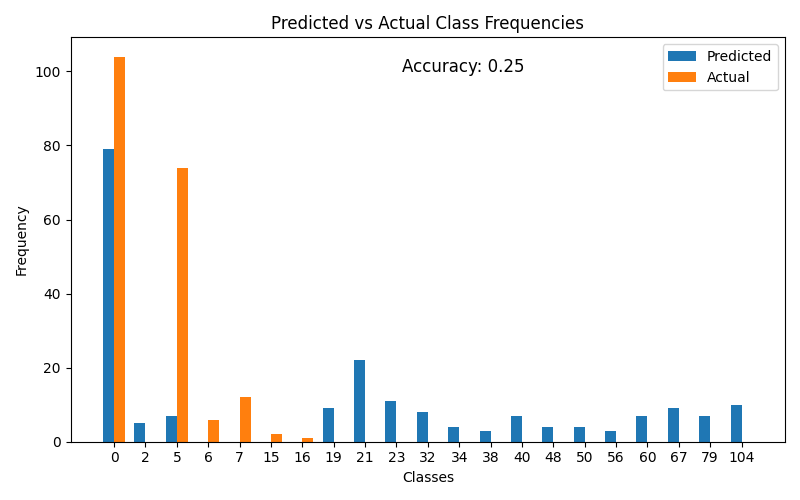 Predicted vs Actual Class Frequencies
Accuracy: 0.25
Predicted
Actual
Frequency
100
80
60
40
20
0
0 2 5 6 7 15 16 19 21 23 32 34 38 40 48 50 56 60 67 79 104
Classes